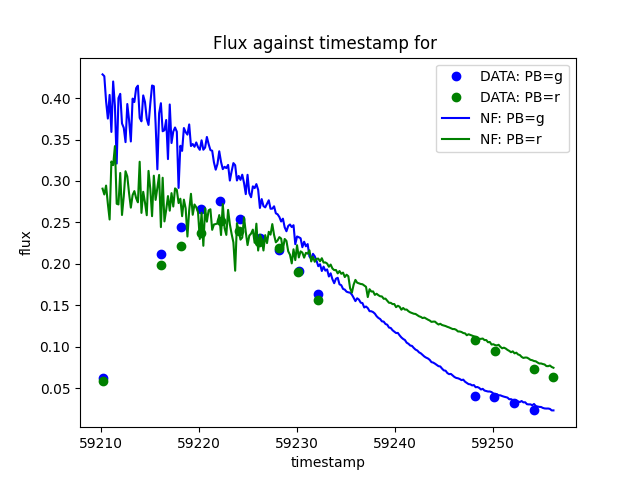 Flux against timestamp for
DATA: PB=g
DATA: PB=r
NF: PB=g
NF: PB=r
flux
0.40
0.35
0.30
0.25
0.20
0.15
0.10
0.05
59210 59220 59230 59240 59250
timestamp